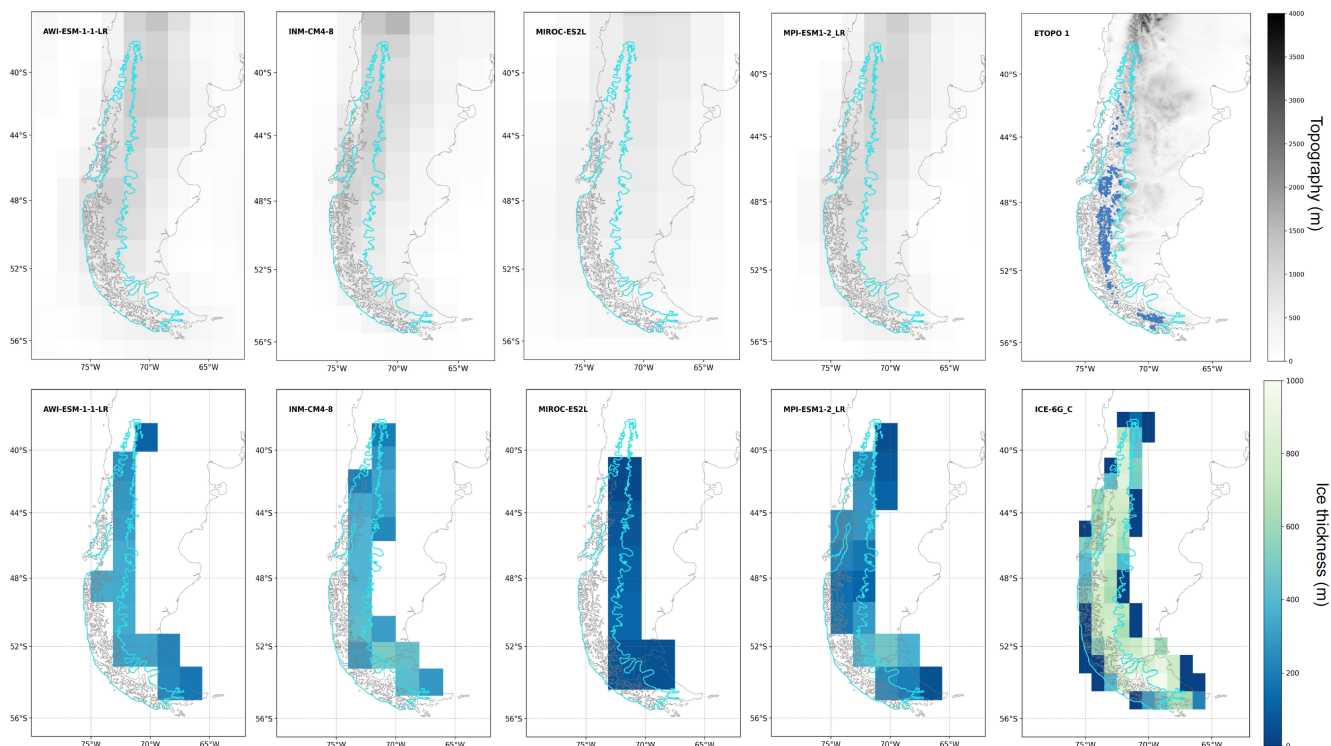 AWI-ESM-1-1-LR
INM-CM4-8
MIROC-ES2L
MPI-ESM1-2_LR
ETOPO 1
40°S 40°S 40°S 40°S 40°S
44°S 44°S 44°S 44°S 44°S
48°S 48°S 48°S 48°S 48°S
52°S 52°S 52°S 52°S 52°S
56°S 56°S 56°S 56°S 56°S
75°W 70°W 65°W 75°W 70°W 65°W 75°W 70°W 65°W 75°W 70°W 65°W 75°W 70°W 65°W
4000
3500
3000
2500
2000
1500
1000
500
0
Topography (m)
AWI-ESM-1-1-LR
INM-CM4-8
MIROC-ES2L
MPI-ESM1-2_LR
ICE-6G_C
40°S 40°S 40°S 40°S 40°S
44°S 44°S 44°S 44°S 44°S
48°S 48°S 48°S 48°S 48°S
52°S 52°S 52°S 52°S 52°S
56°S 56°S 56°S 56°S 56°S
75°W 70°W 65°W 75°W 70°W 65°W 75°W 70°W 65°W 75°W 70°W 65°W 75°W 70°W 65°W
1000
800
600
400
200
0
Ice thickness (m)